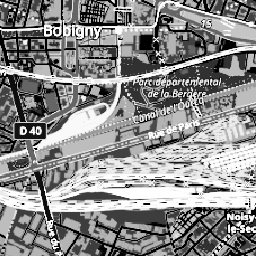 15
Bobigny
Parc départemental
de la Bergère
Canal de l'Ourcq
Rue de Paris
D 40
Noisy-
le-Sec